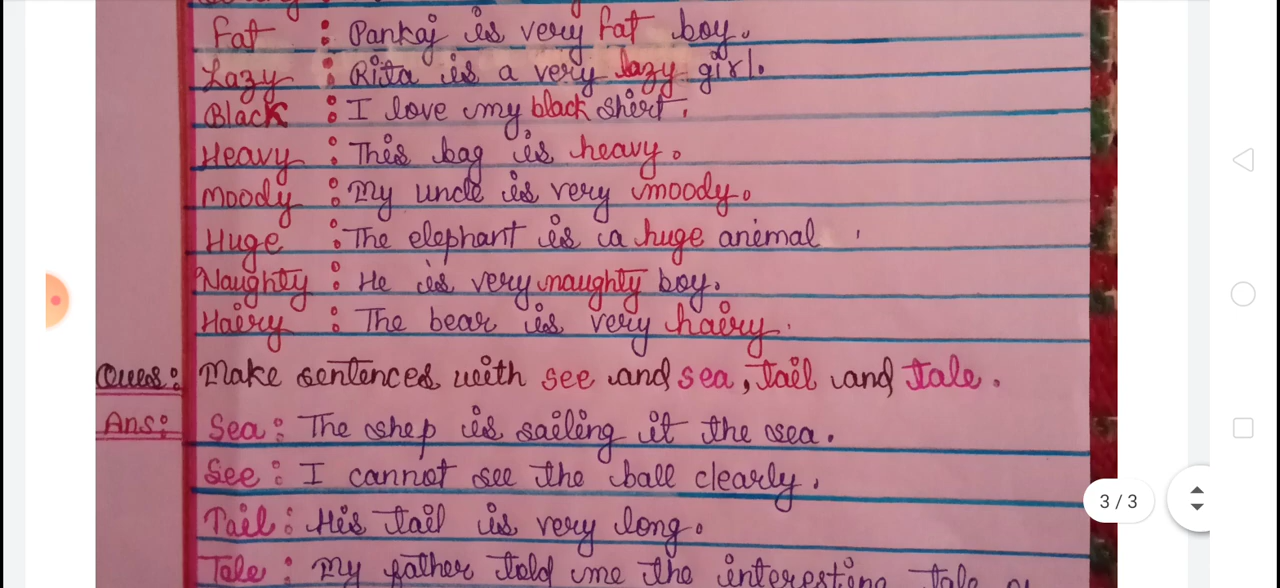 Fat : Pankaj is very fat boy.
Lazy : Rita is a very lazy girl.
Black : I love my black shirt.
Heavy : This bag is heavy.
Moody : My uncle is very moody.
Huge : The elephant is a huge animal
Naughty : He is very naughty boy.
Hairy : The bear is very hairy.
Ques: Make sentences with see and sea, tail and tale.
Ans: Sea: The ship is sailing it the sea.
See: I cannot see the ball clearly.
3/3
Tail: His tail is very long.
Tale: My father told me the interesting tale